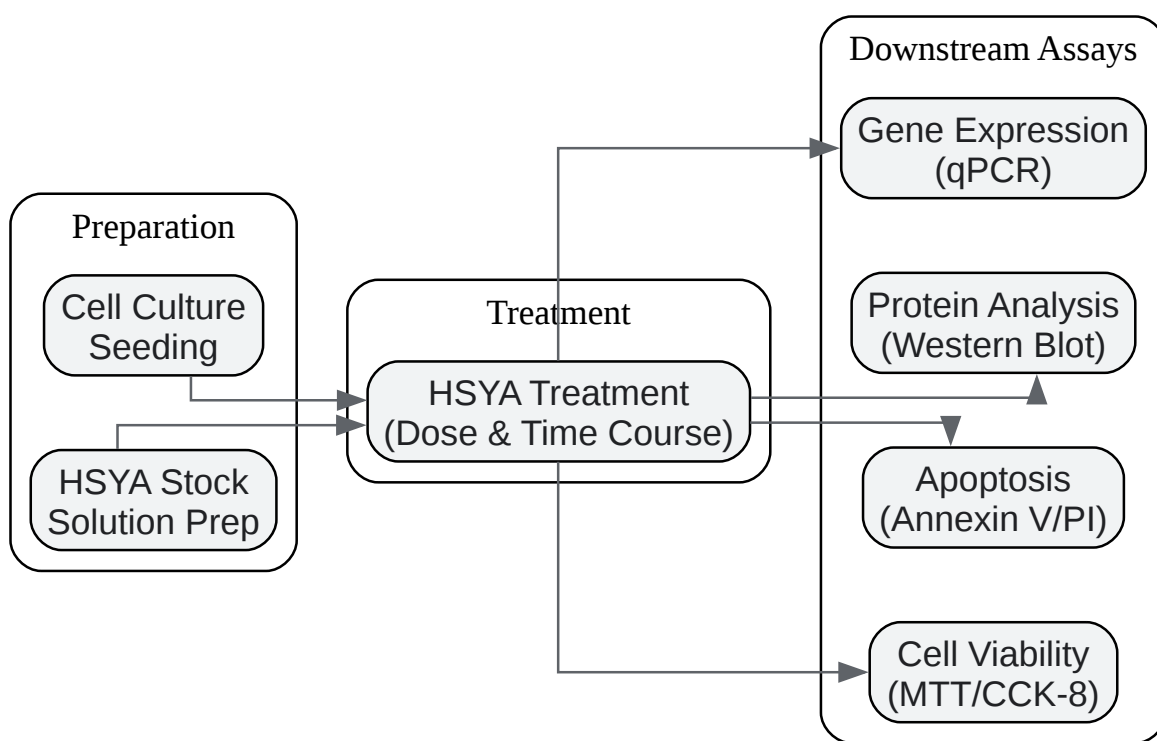 Preparation
Cell Culture
Seeding
HSYA Stock
Solution Prep
Treatment
HSYA Treatment
(Dose & Time Course)
Downstream Assays
Gene Expression
(qPCR)
Protein Analysis
(Western Blot)
Apoptosis
(Annexin V/PI)
Cell Viability
(MTT/CCK-8)